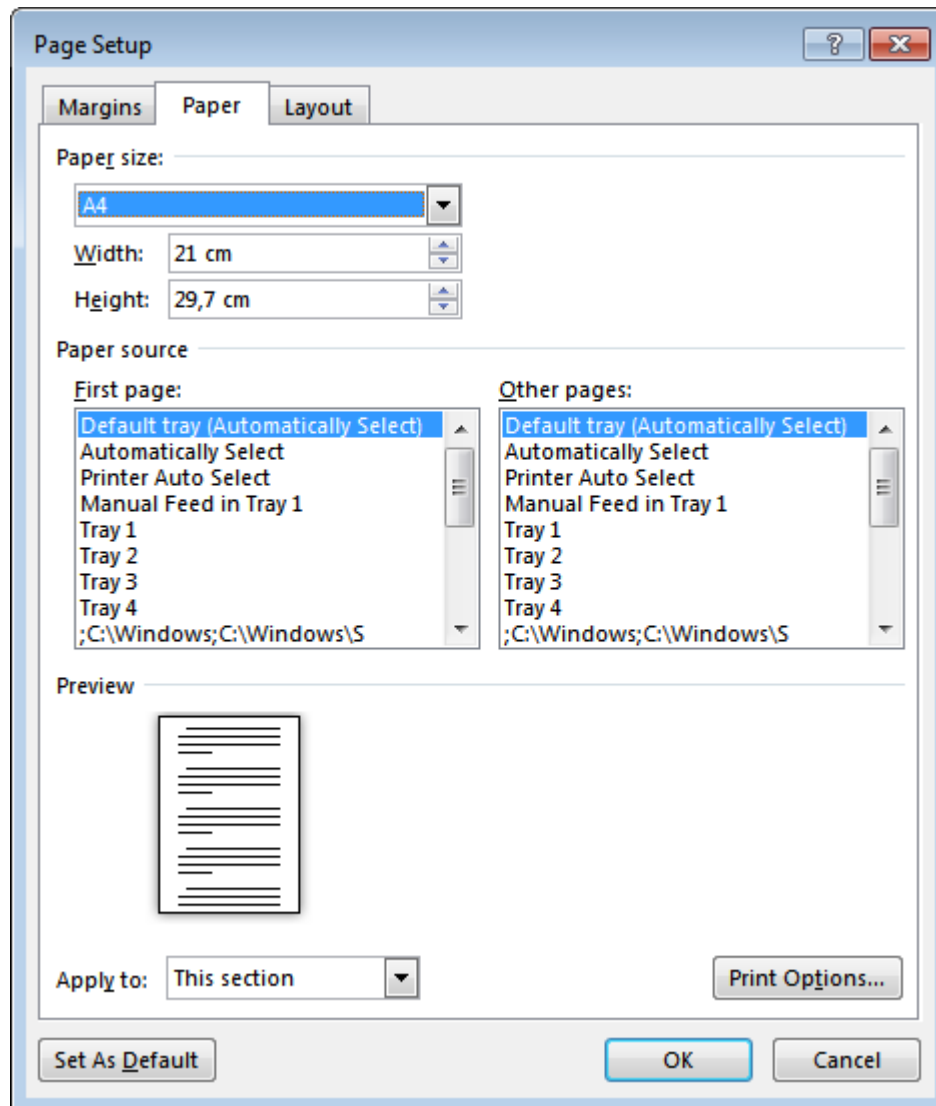 Page Setup
Margins Paper Layout
Paper size:
A4
Width: 21 cm
Height: 29,7 cm
Paper source
First page: Other pages:
Default tray (Automatically Select) Default tray (Automatically Select)
Automatically Select Automatically Select
Printer Auto Select Printer Auto Select
Manual Feed in Tray 1 Manual Feed in Tray 1
Tray 1 Tray 1
Tray 2 Tray 2
Tray 3 Tray 3
Tray 4 Tray 4
;C:\Windows;C:\Windows\S ;C:\Windows;C:\Windows\S
Preview
Apply to: This section Print Options...
Set As Default OK Cancel